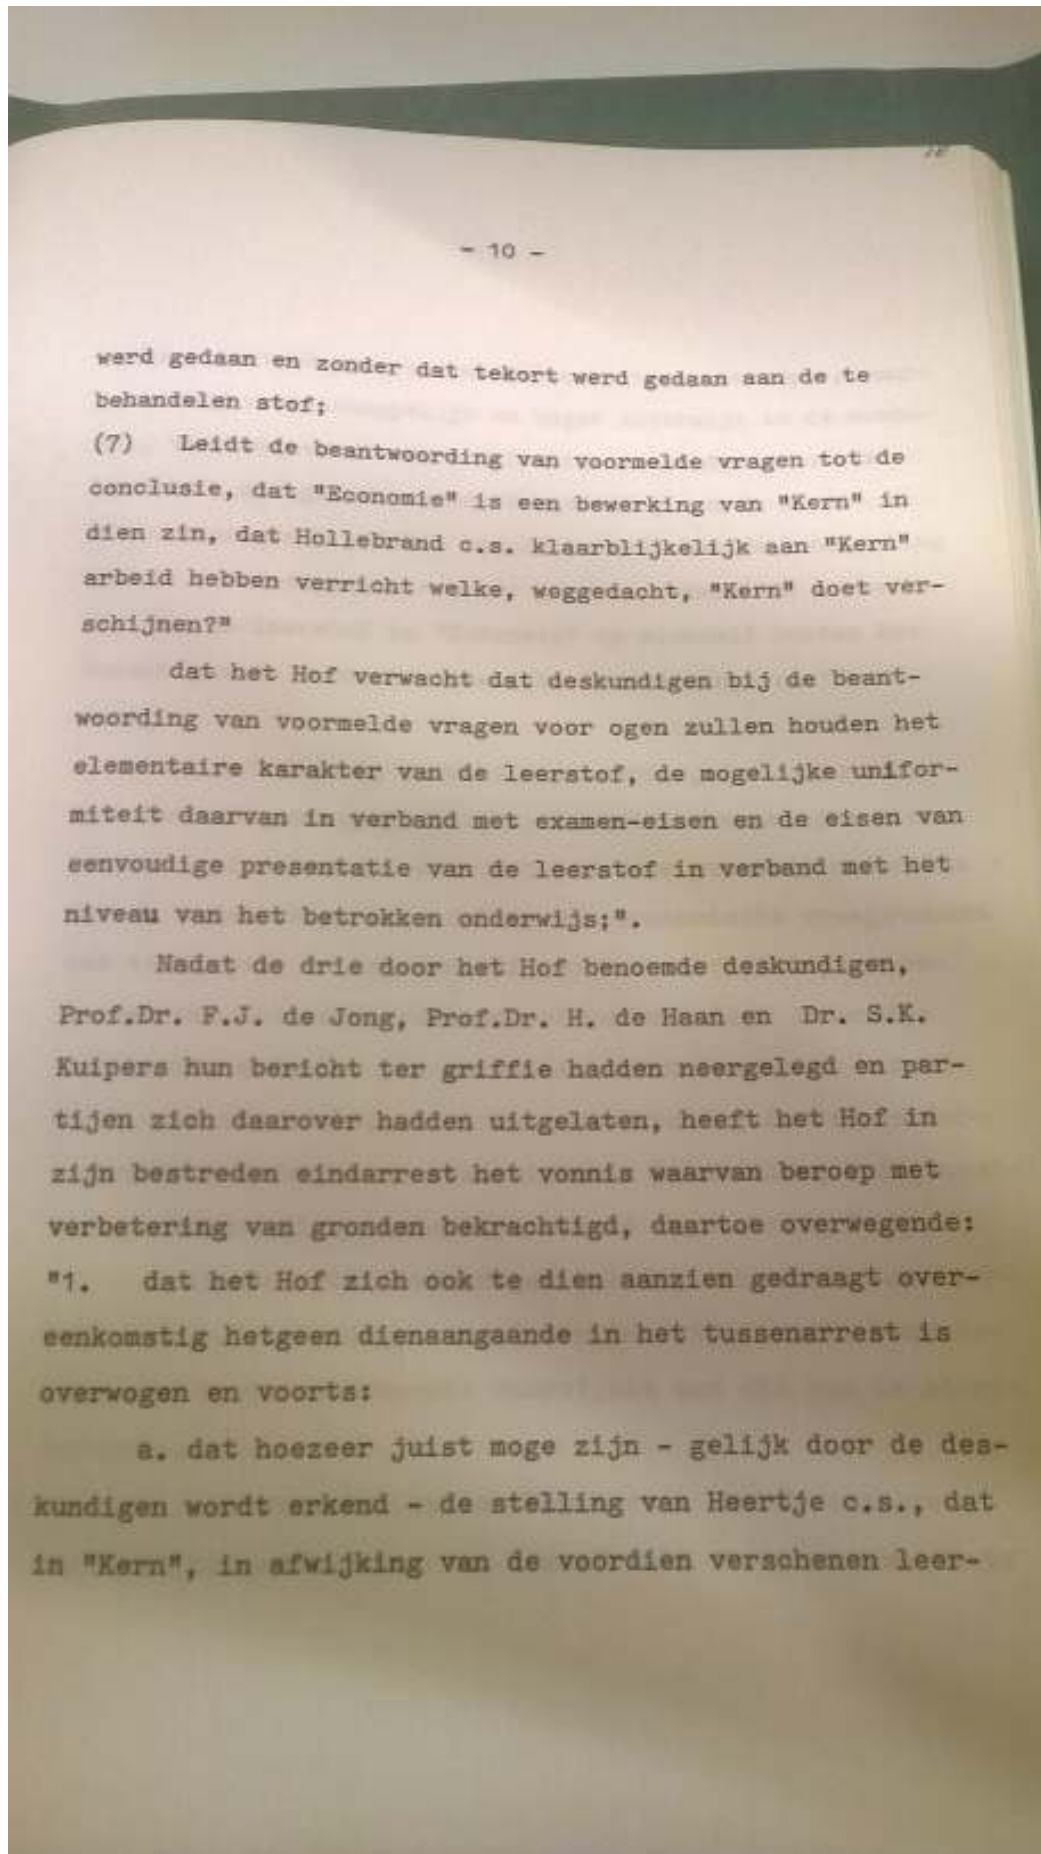 10
- 10 -
werd gedaan en zonder dat tekort werd gedaan aan de te
behandelen stof;
(7) Leidt de beantwoording van voormelde vragen tot de
conclusie, dat "Economie" is een bewerking van "Kern" in
dien zin, dat Hollebrand c.s. klaarblijkelijk aan "Kern"
arbeid hebben verricht welke, weggedacht, "Kern" doet ver-
schijnen?"
dat het Hof verwacht dat deskundigen bij de beant-
woording van voormelde vragen voor ogen zullen houden het
elementaire karakter van de leerstof, de mogelijke unifor-
miteit daarvan in verband met examen-eisen en de eisen van
eenvoudige presentatie van de leerstof in verband met het
niveau van het betrokken onderwijs;".
Nadat de drie door het Hof benoemde deskundigen,
Prof.Dr. F.J. de Jong, Prof.Dr. H. de Haan en Dr. S.K.
Kuipers hun bericht ter griffie hadden neergelegd en par-
tijen zich daarover hadden uitgelaten, heeft het Hof in
zijn bestreden eindarrest het vonnis waarvan beroep met
verbetering van gronden bekrachtigd, daartoe overwegende:
"1. dat het Hof zich ook te dien aanzien gedraagt over-
eenkomstig hetgeen dienaangaande in het tussenarrest is
overwogen en voorts:
a. dat hoezeer juist moge zijn - gelijk door de des-
kundigen wordt erkend - de stelling van Heertje c.s., dat
in "Kern", in afwijking van de voordien verschenen leer-